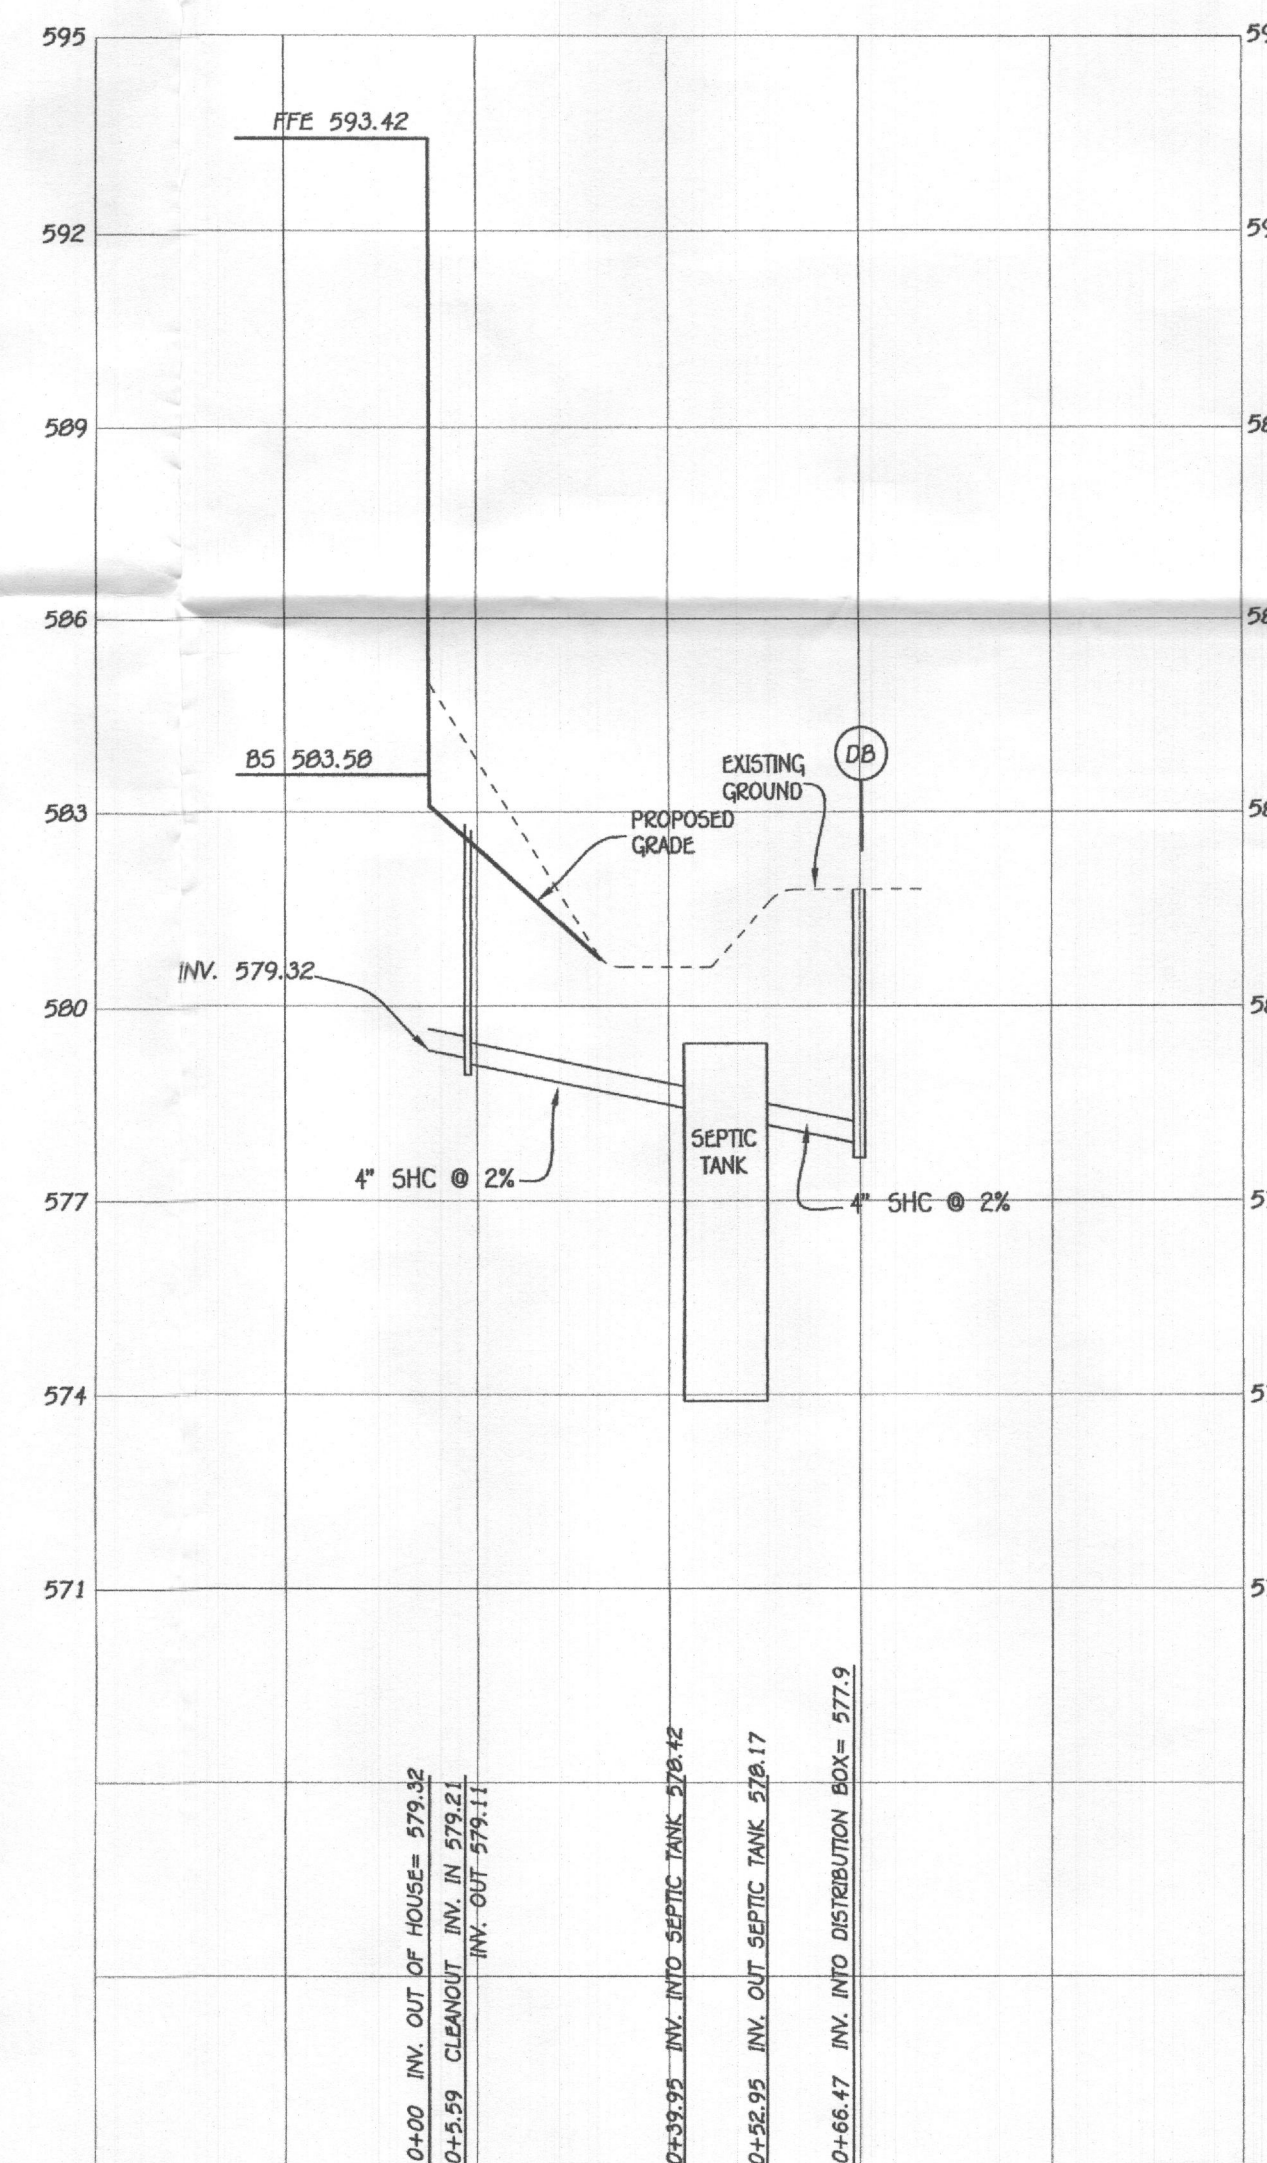 595
FFE 593.42
592
589
586
BS 583.58
583
DB
EXISTING
GROUND
PROPOSED
GRADE
INV. 579.32
580
SEPTIC
TANK
4" SHC @ 2%
4" SHC @ 2%
577
574
571
0+00 INV. OUT OF HOUSE= 579.32
0+5.59 CLEANOUT INV. IN 579.21
INV. OUT 579.11
0+39.95 INV. INTO SEPTIC TANK 578.42
0+52.95 INV. OUT SEPTIC TANK 578.17
0+66.47 INV. INTO DISTRIBUTION BOX= 577.9